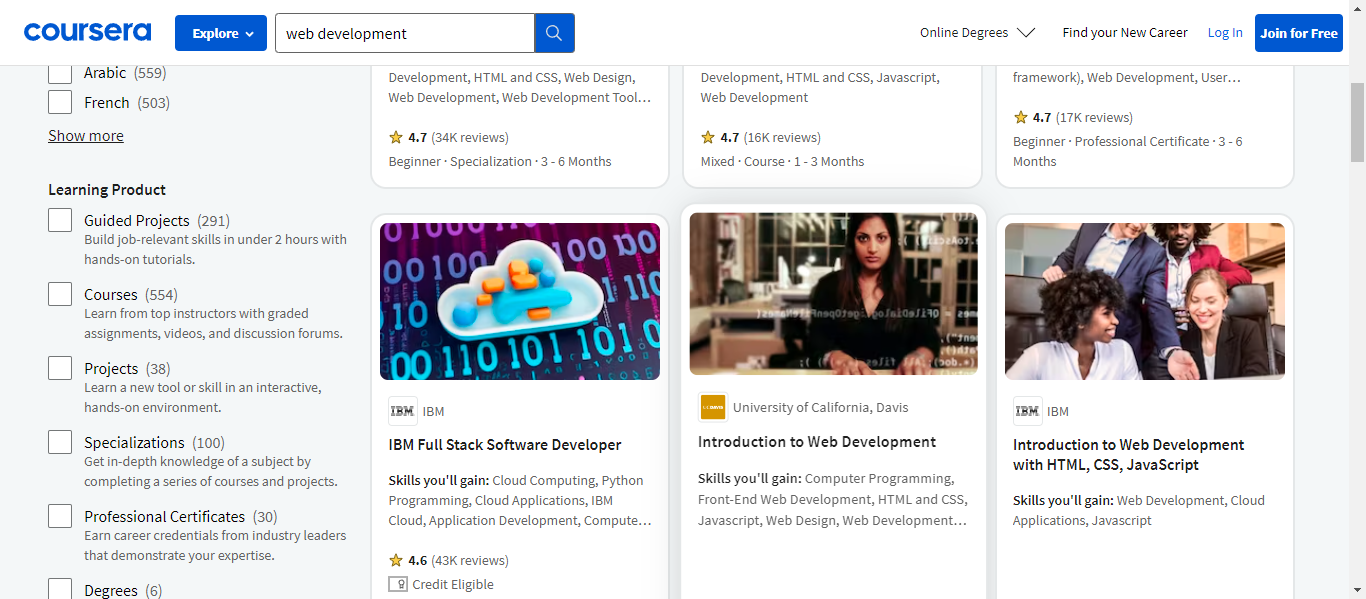 coursera
Explore
web development
Online Degrees
Find your New Career
Log In
Join for Free
Arabic (559)
French (503)
Show more
Learning Product
Guided Projects (291)
Build job-relevant skills in under 2 hours with
hands-on tutorials.
Courses (554)
Learn from top instructors with graded
assignments, videos, and discussion forums.
Projects (38)
Learn a new tool or skill in an interactive,
hands-on environment.
Specializations (100)
Get in-depth knowledge of a subject by
completing a series of courses and projects.
Professional Certificates (30)
Earn career credentials from industry leaders
that demonstrate your expertise.
Degrees (6)
Development, HTML and CSS, Web Design,
Web Development, Web Development Tool...
4.7 (34K reviews)
Beginner · Specialization · 3 - 6 Months
Development, HTML and CSS, Javascript,
Web Development
4.7 (16K reviews)
Mixed · Course · 1 - 3 Months
framework), Web Development, User...
4.7 (17K reviews)
Beginner · Professional Certificate · 3 - 6
Months
IBM
IBM
IBM Full Stack Software Developer
Skills you'll gain: Cloud Computing, Python
Programming, Cloud Applications, IBM
Cloud, Application Development, Compute...
4.6 (43K reviews)
Credit Eligible
University of California, Davis
Introduction to Web Development
Skills you'll gain: Computer Programming,
Front-End Web Development, HTML and CSS,
Javascript, Web Design, Web Development...
IBM
IBM
Introduction to Web Development
with HTML, CSS, JavaScript
Skills you'll gain: Web Development, Cloud
Applications, Javascript